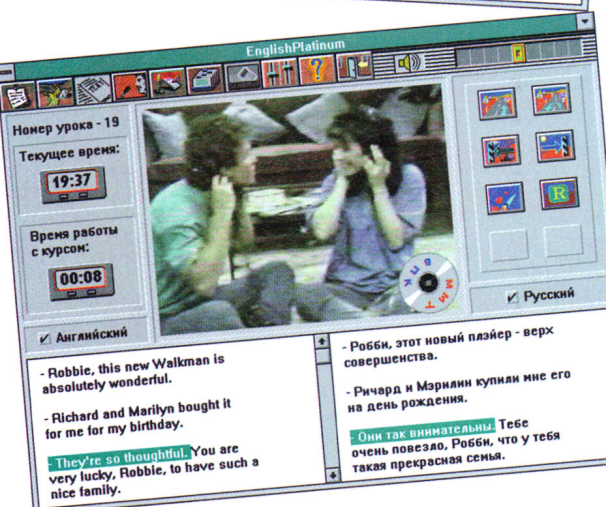 EnglishPlatinum
Номер урока - 19
Текущее время:
19:37
Время работы
с курсом:
00:08
✓ Английский
✓ Русский
ВПК
ММТ
R
- Robbie, this new Walkman is
absolutely wonderful.
- Richard and Marilyn bought it
for me for my birthday.
- They're so thoughtful. You are
very lucky, Robbie, to have such a
nice family.
- Робби, этот новый плэйер - верх
совершенства.
- Ричард и Мэрилин купили мне его
на день рождения.
- Они так внимательны. Тебе
очень повезло, Робби, что у тебя
такая прекрасная семья.